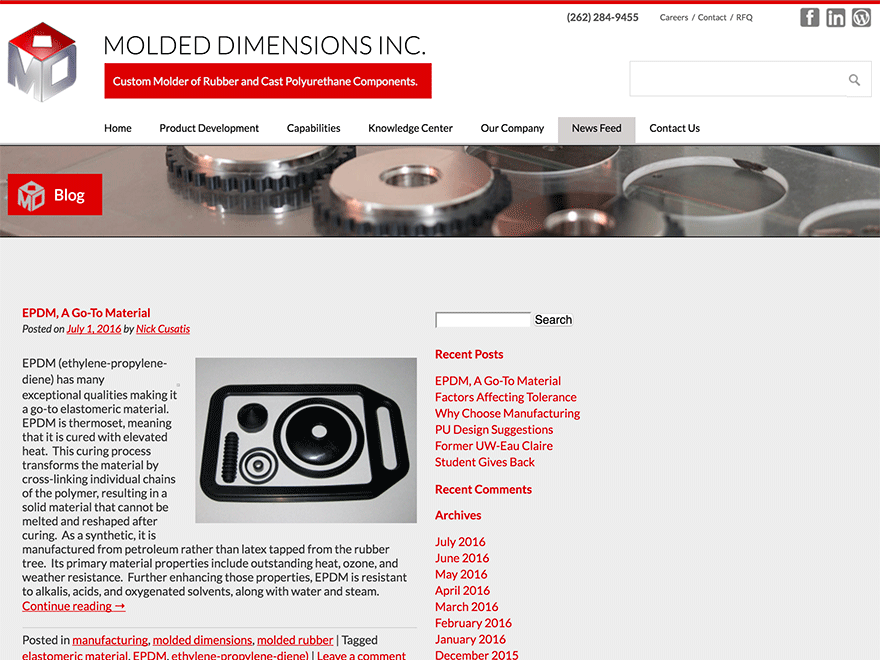 (262) 284-9455 Careers / Contact / RFQ
MOLDED DIMENSIONS INC.
Custom Molder of Rubber and Cast Polyurethane Components.
Home Product Development Capabilities Knowledge Center Our Company News Feed Contact Us
Blog
EPDM, A Go-To Material
Posted on July 1, 2016 by Nick Cusatis
EPDM (ethylene-propylene-
diene) has many
exceptional qualities making it
a go-to elastomeric material.
EPDM is thermoset, meaning
that it is cured with elevated
heat.  This curing process
transforms the material by
cross-linking individual chains
of the polymer, resulting in a
solid material that cannot be
melted and reshaped after
curing.  As a synthetic, it is
manufactured from petroleum rather than latex tapped from the rubber
tree.  Its primary material properties include outstanding heat, ozone, and
weather resistance.  Further enhancing those properties, EPDM is resistant
to alkalis, acids, and oxygenated solvents, along with water and steam.
Continue reading →
Posted in manufacturing, molded dimensions, molded rubber | Tagged
elastomeric material, EPDM, ethylene-propylene-diene) | Leave a comment
Search
Recent Posts
EPDM, A Go-To Material
Factors Affecting Tolerance
Why Choose Manufacturing
PU Design Suggestions
Former UW-Eau Claire
Student Gives Back
Recent Comments
Archives
July 2016
June 2016
May 2016
April 2016
March 2016
February 2016
January 2016
December 2015